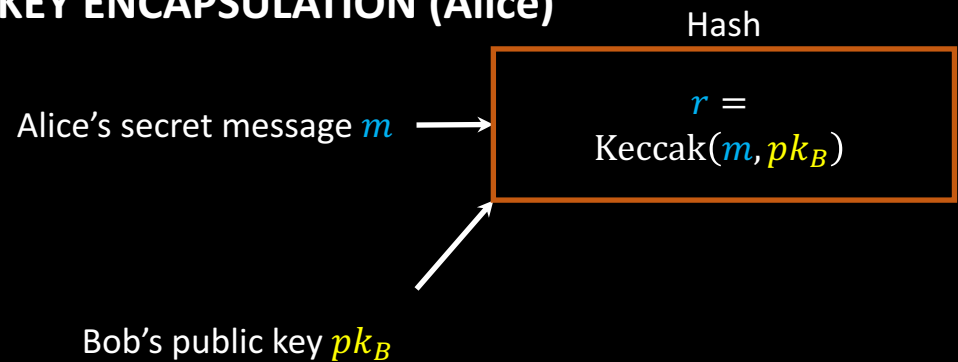 KEY ENCAPSULATION (Alice)
Hash
Alice's secret message m
r =
Keccak(m, pk_B)
Bob's public key pk_B